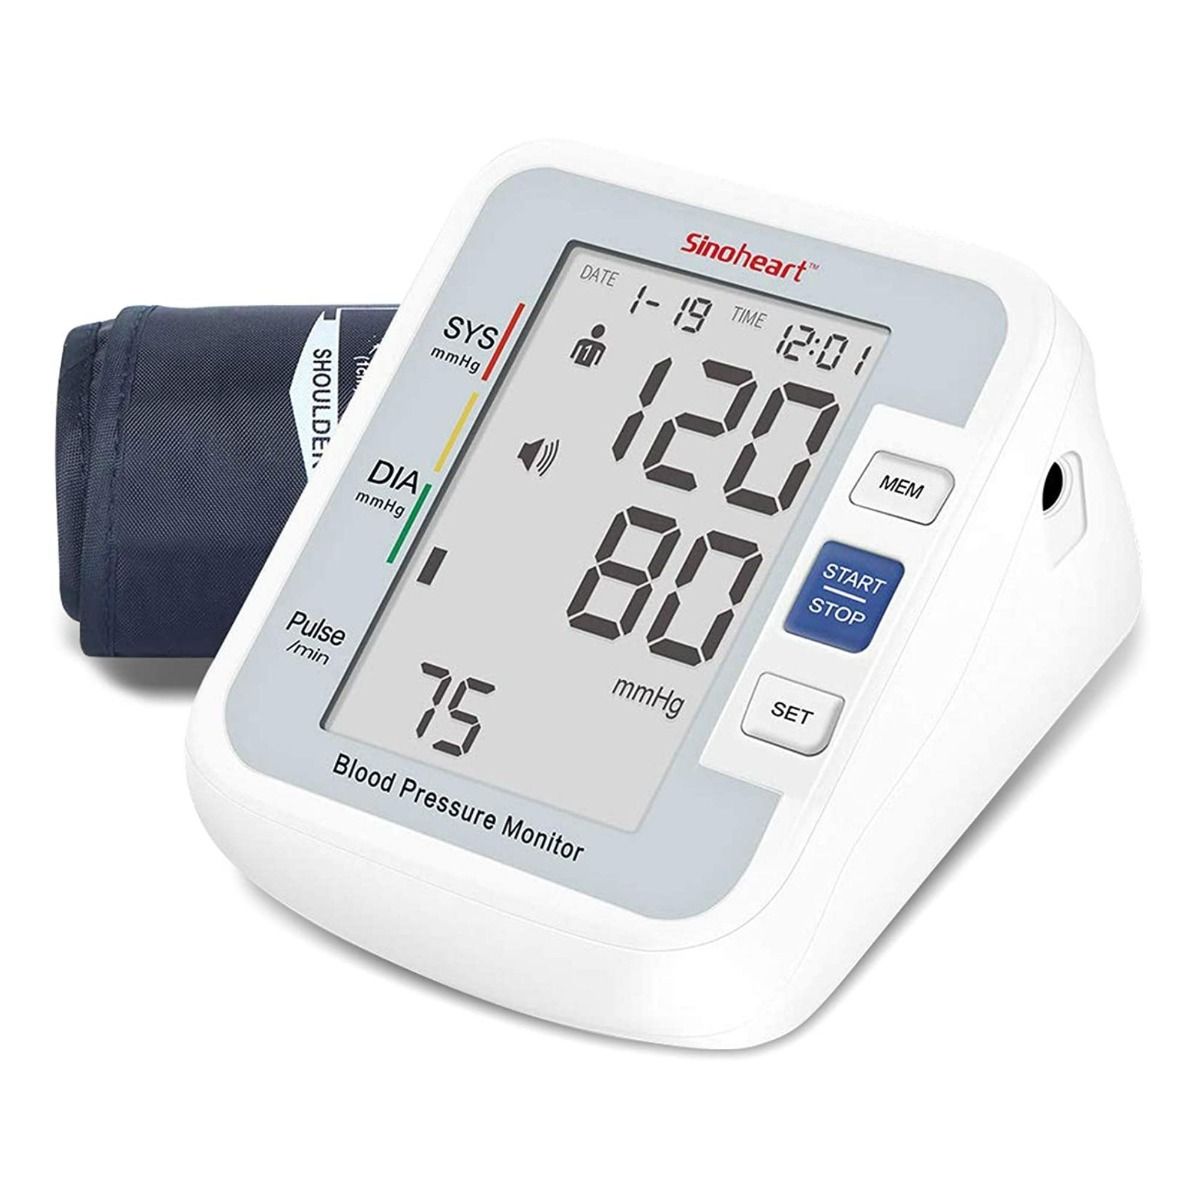 Sinoheart™
DATE 1-19 TIME 12:01
SYS
mmHg
120
DIA
mmHg
80
mmHg
Pulse
/min
75
Blood Pressure Monitor
MEM
START
STOP
SET
SHOULDER